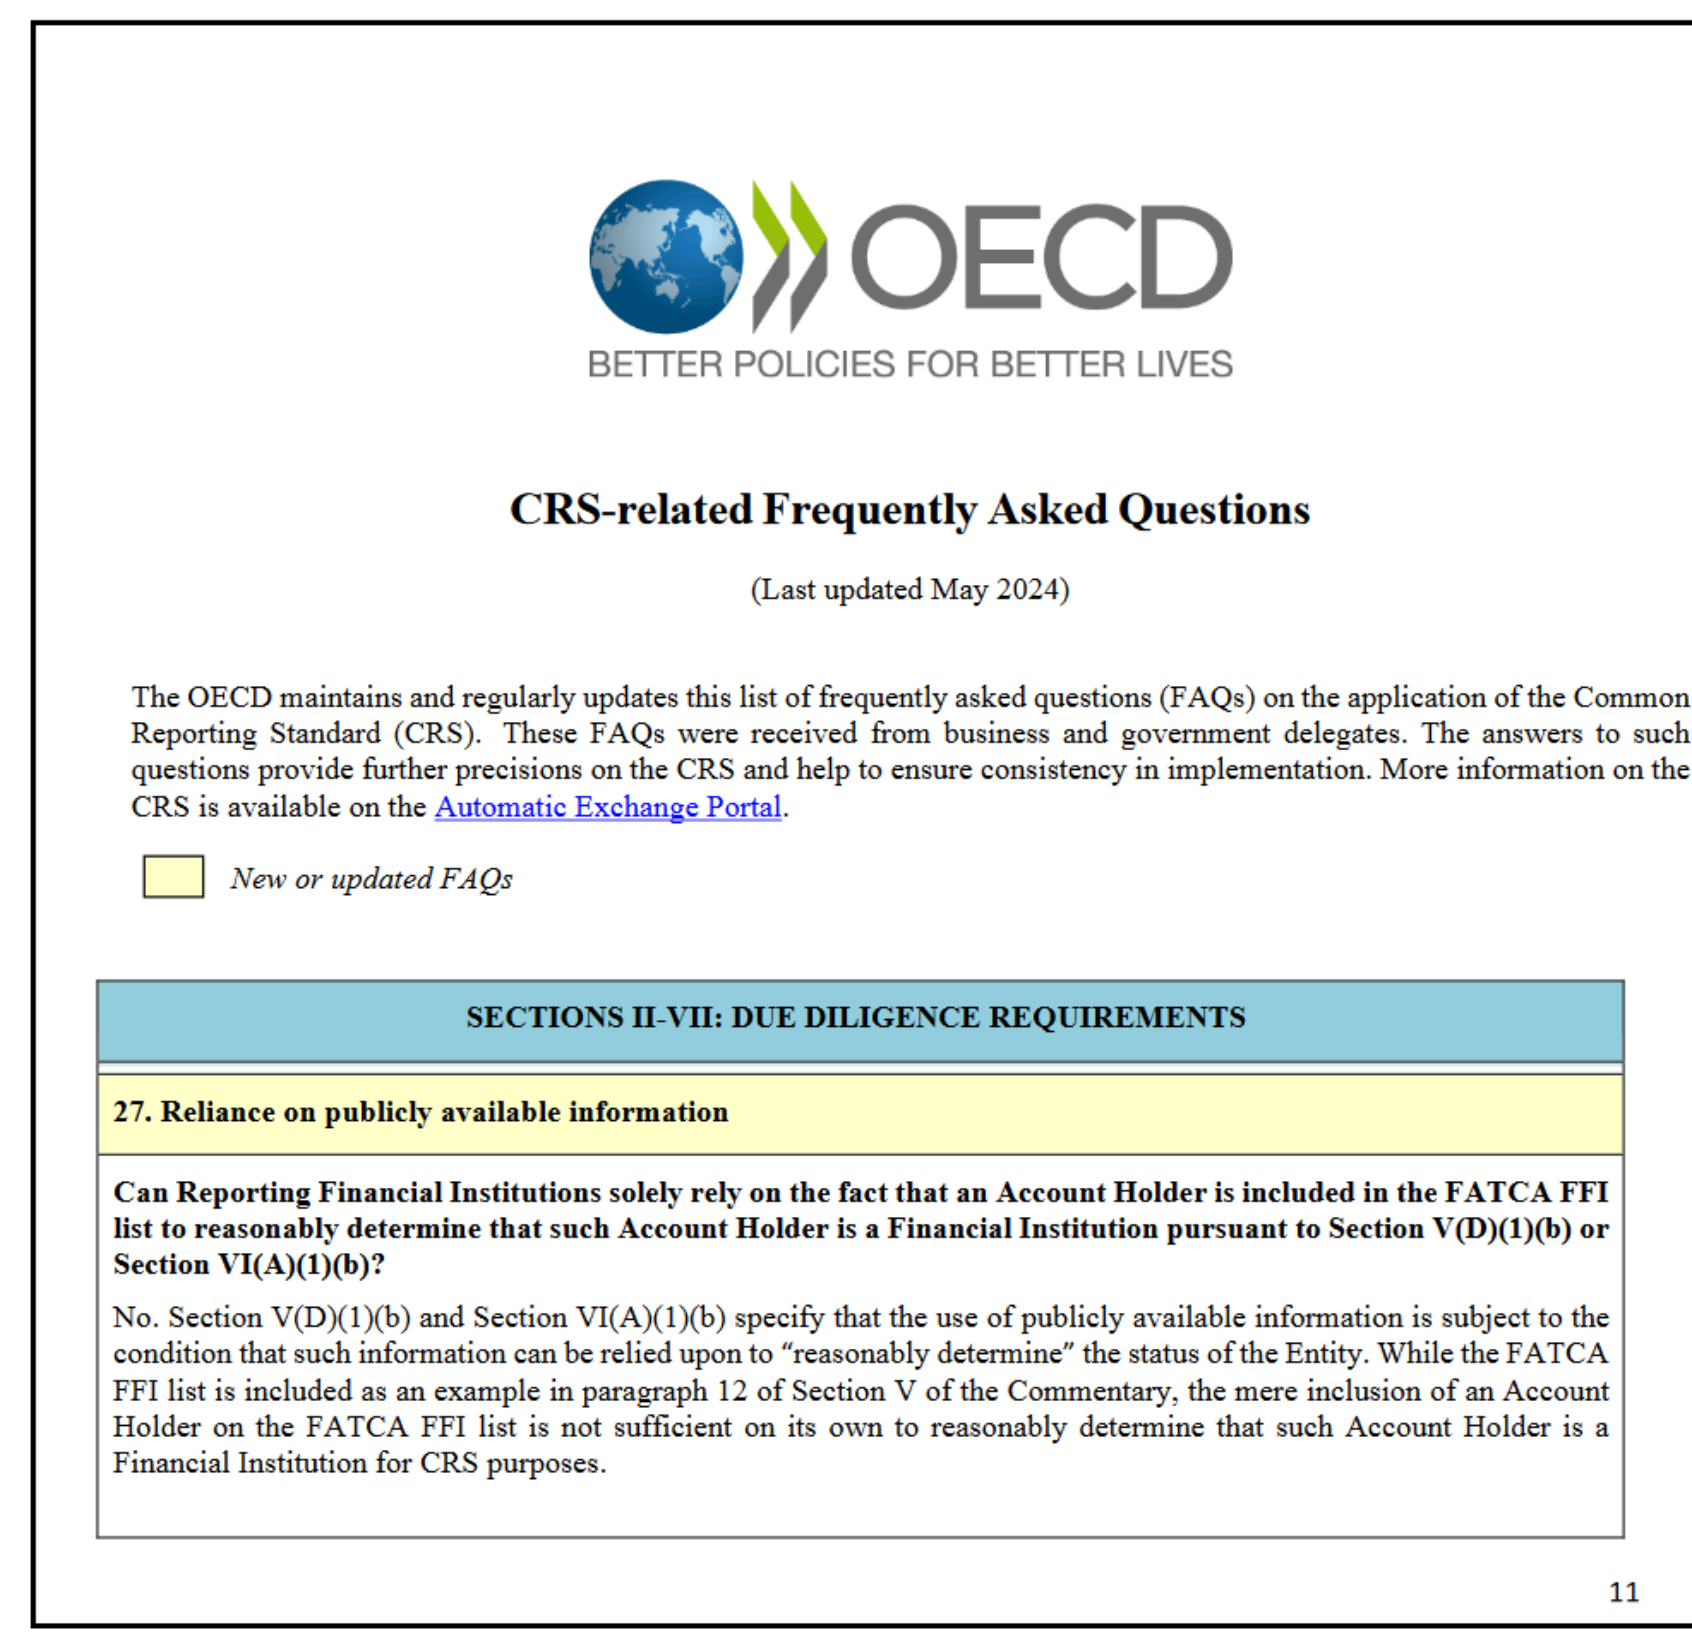 OECD
BETTER POLICIES FOR BETTER LIVES
CRS-related Frequently Asked Questions
(Last updated May 2024)
The OECD maintains and regularly updates this list of frequently asked questions (FAQs) on the application of the Common
Reporting Standard (CRS). These FAQs were received from business and government delegates. The answers to such
questions provide further precisions on the CRS and help to ensure consistency in implementation. More information on the
CRS is available on the Automatic Exchange Portal.
New or updated FAQs
SECTIONS II-VII: DUE DILIGENCE REQUIREMENTS
27. Reliance on publicly available information
Can Reporting Financial Institutions solely rely on the fact that an Account Holder is included in the FATCA FFI
list to reasonably determine that such Account Holder is a Financial Institution pursuant to Section V(D)(1)(b) or
Section VI(A)(1)(b)?
No. Section V(D)(1)(b) and Section VI(A)(1)(b) specify that the use of publicly available information is subject to the
condition that such information can be relied upon to “reasonably determine” the status of the Entity. While the FATCA
FFI list is included as an example in paragraph 12 of Section V of the Commentary, the mere inclusion of an Account
Holder on the FATCA FFI list is not sufficient on its own to reasonably determine that such Account Holder is a
Financial Institution for CRS purposes.
11